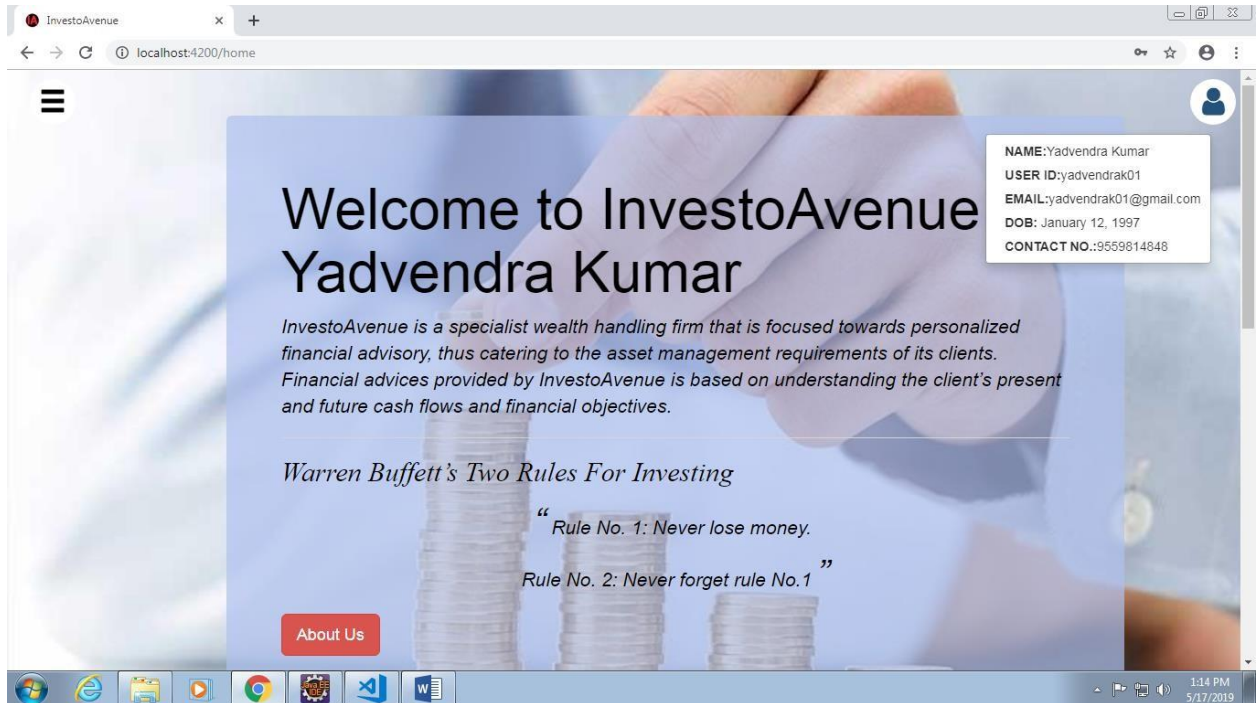 InvestoAvenue
localhost:4200/home
NAME:Yadvendra Kumar
USER ID:yadvendrak01
EMAIL:yadvendrak01@gmail.com
DOB: January 12, 1997
CONTACT NO.:9559814848
Welcome to InvestoAvenue
Yadvendra Kumar
InvestoAvenue is a specialist wealth handling firm that is focused towards personalized
financial advisory, thus catering to the asset management requirements of its clients.
Financial advices provided by InvestoAvenue is based on understanding the client's present
and future cash flows and financial objectives.
Warren Buffett's Two Rules For Investing
“ Rule No. 1: Never lose money.
Rule No. 2: Never forget rule No.1 ”
About Us
Java EE
IDE
W
1:14 PM
5/17/2019